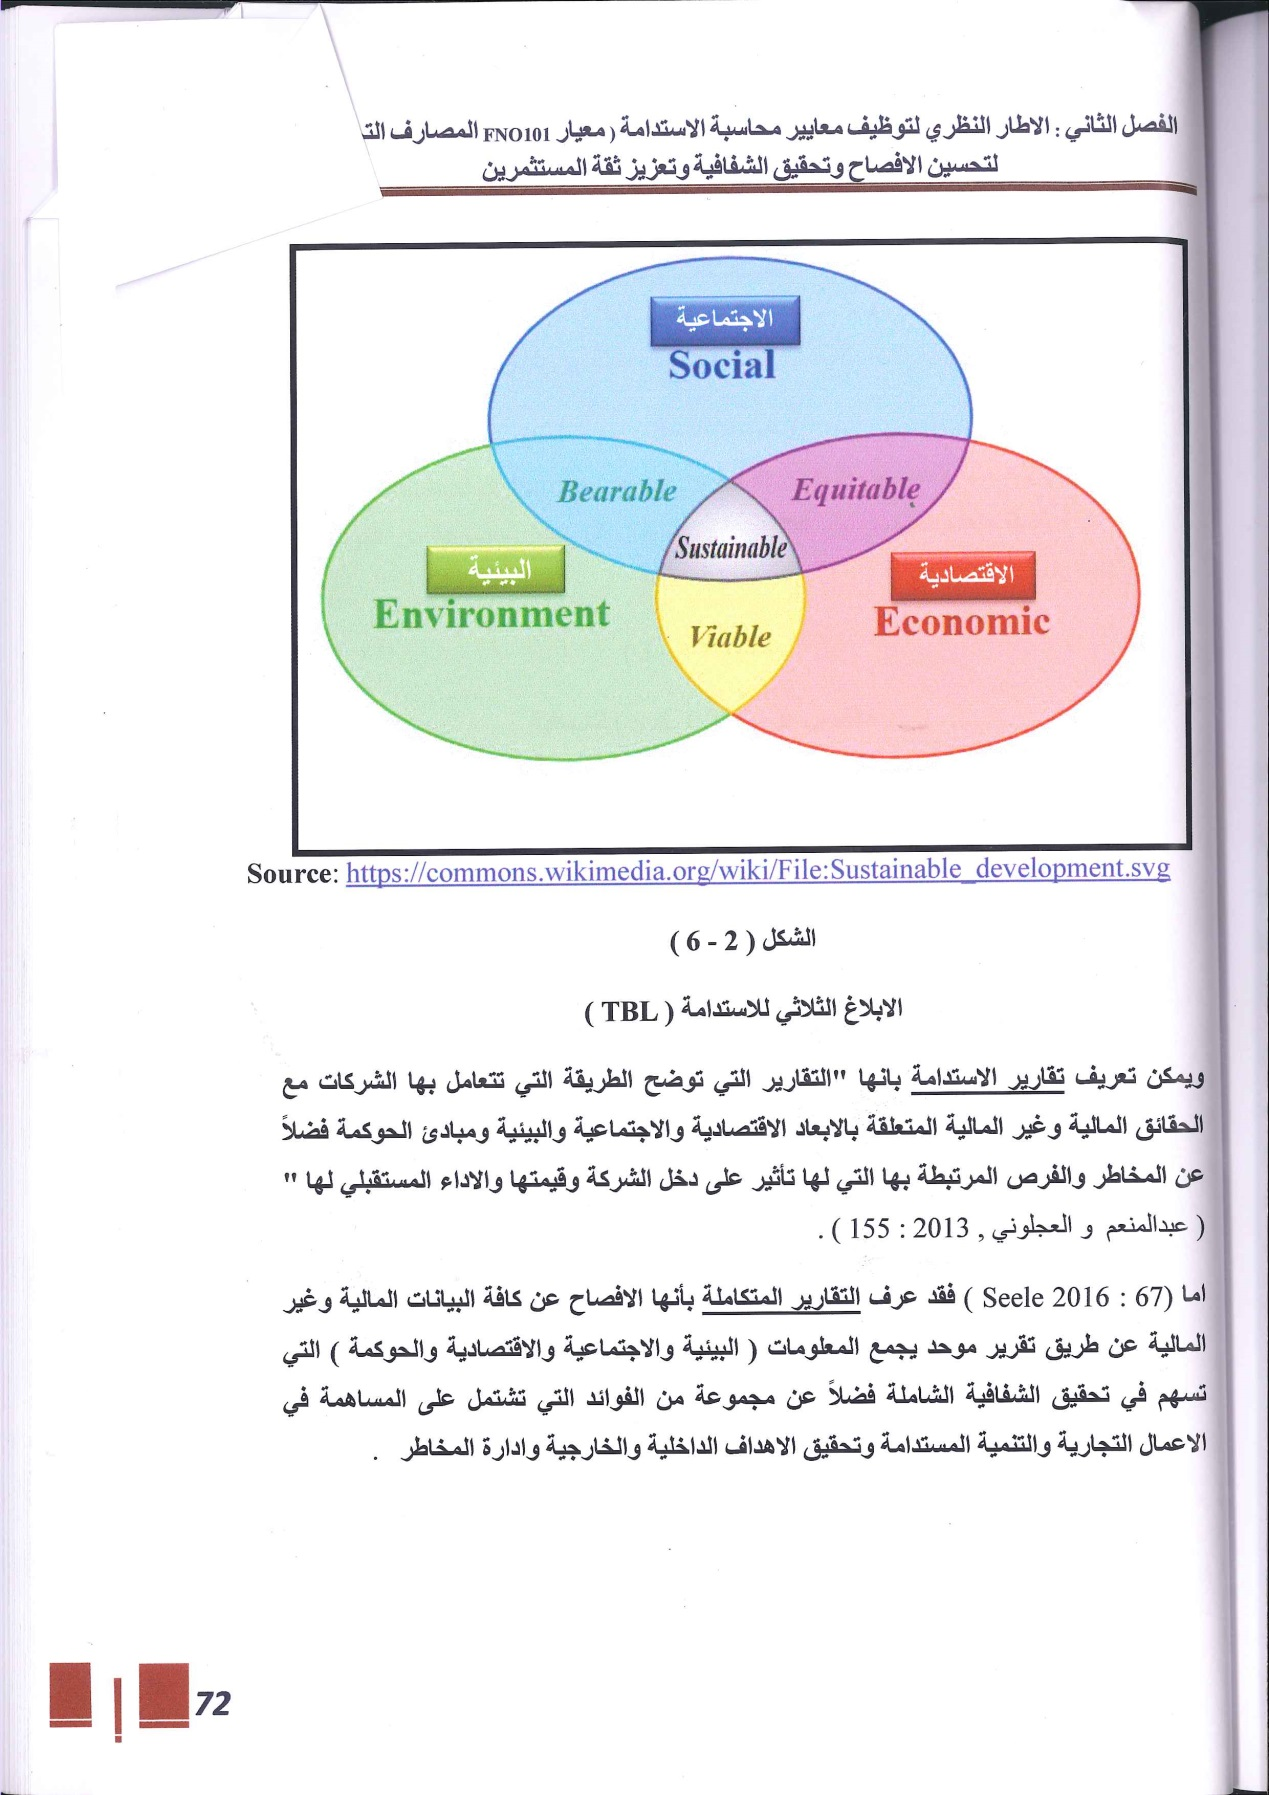 الفصل الثاني : الاطار النظري لتوظيف معايير محاسبة الاستدامة ( معيار FNO101 المصارف
لتحسين الافصاح وتحقيق الشفافية وتعزيز ثقة المستثمرين
الاجتماعية
Social
Bearable
Equitable
Sustainable
البيئية
Environment
الاقتصادية
Economic
Viable
Source: https://commons.wikimedia.org/wiki/File:Sustainable_development.svg
الشكل ( 2 - 6 )
الابلاغ الثلاثي للاستدامة ( TBL )
ويمكن تعريف تقارير الاستدامة بانها "التقارير التي توضح الطريقة التي تتعامل بها الشركات مع
الحقائق المالية وغير المالية المتعلقة بالابعاد الاقتصادية والاجتماعية والبيئية ومبادئ الحوكمة فضلاً
عن المخاطر والفرص المرتبطة بها التي لها تأثير على دخل الشركة وقيمتها والاداء المستقبلي لها "
( عبدالمنعم و العجلوني , 2013 : 155 ) .
اما (Seele 2016 : 67 ) فقد عرف التقارير المتكاملة بأنها الافصاح عن كافة البيانات المالية وغير
المالية عن طريق تقرير موحد يجمع المعلومات ( البيئية والاجتماعية والاقتصادية والحوكمة ) التي
تسهم في تحقيق الشفافية الشاملة فضلاً عن مجموعة من الفوائد التي تشتمل على المساهمة في
الاعمال التجارية والتنمية المستدامة وتحقيق الاهداف الداخلية والخارجية وادارة المخاطر .
72